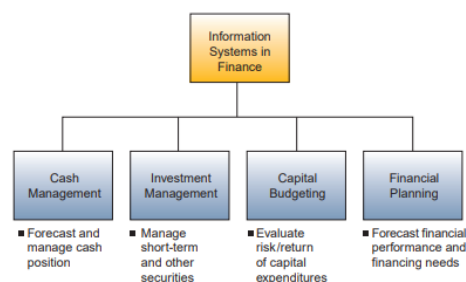 Information
Systems in
Finance
Cash
Management
Investment
Management
Capital
Budgeting
Financial
Planning
■ Forecast and
manage cash
position
■ Manage
short-term
and other
securities
■ Evaluate
risk/return
of capital
expenditures
■ Forecast financial
performance and
financing needs